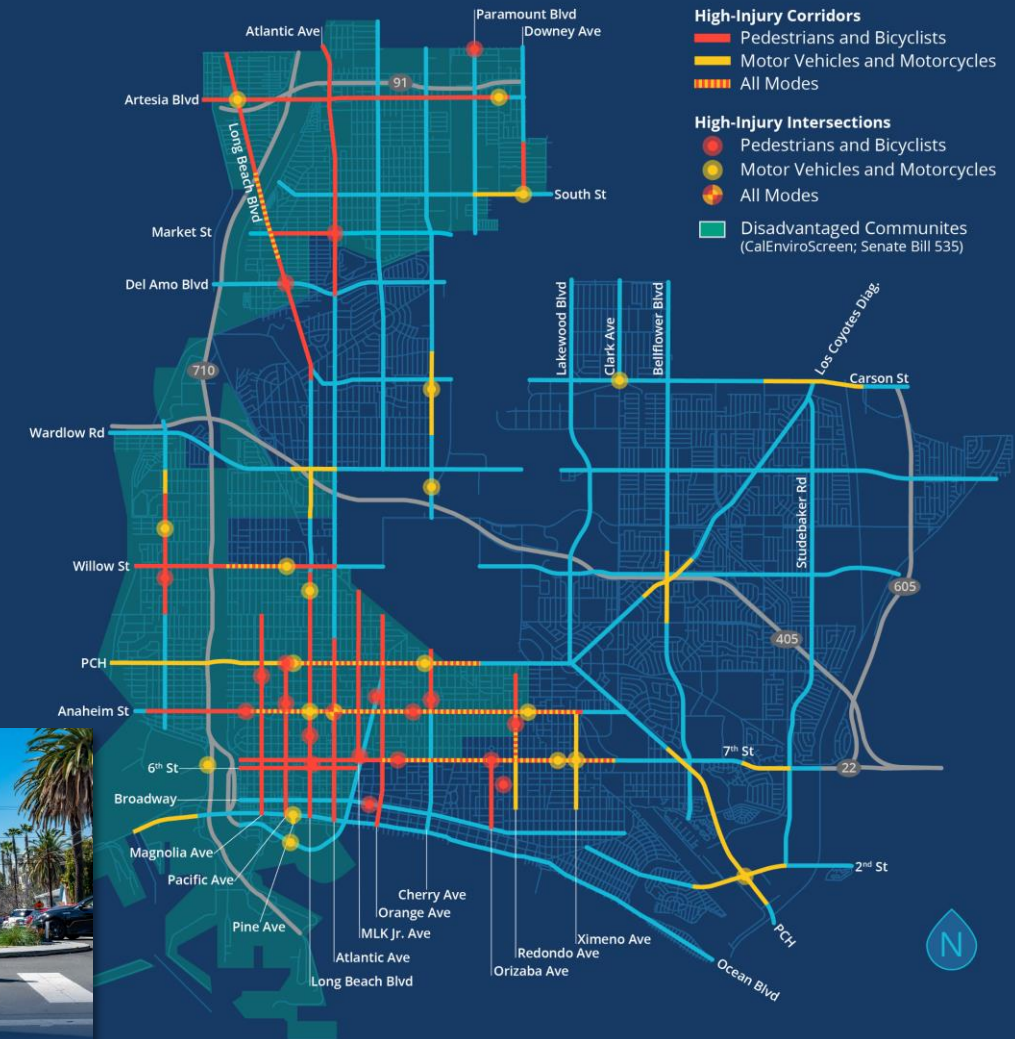 Paramount Blvd
Atlantic Ave
Downey Ave
High-Injury Corridors
Pedestrians and Bicyclists
Motor Vehicles and Motorcycles
All Modes
High-Injury Intersections
Pedestrians and Bicyclists
Motor Vehicles and Motorcycles
All Modes
Disadvantaged Communites
(CalEnviroScreen; Senate Bill 535)
91
Artesia Blvd
Long Beach Blvd
South St
Market St
Del Amo Blvd
Lakewood Blvd
Clark Ave
Bellflower Blvd
Los Coyotes Diag.
710
Carson St
Wardlow Rd
Studebaker Rd
Willow St
605
405
PCH
Anaheim St
7th St
6th St
22
Broadway
Magnolia Ave
2nd St
Pacific Ave
Cherry Ave
Orange Ave
Pine Ave
MLK Jr. Ave
Ximeno Ave
PCH
Redondo Ave
Atlantic Ave
Orizaba Ave
Long Beach Blvd
Ocean Blvd
N